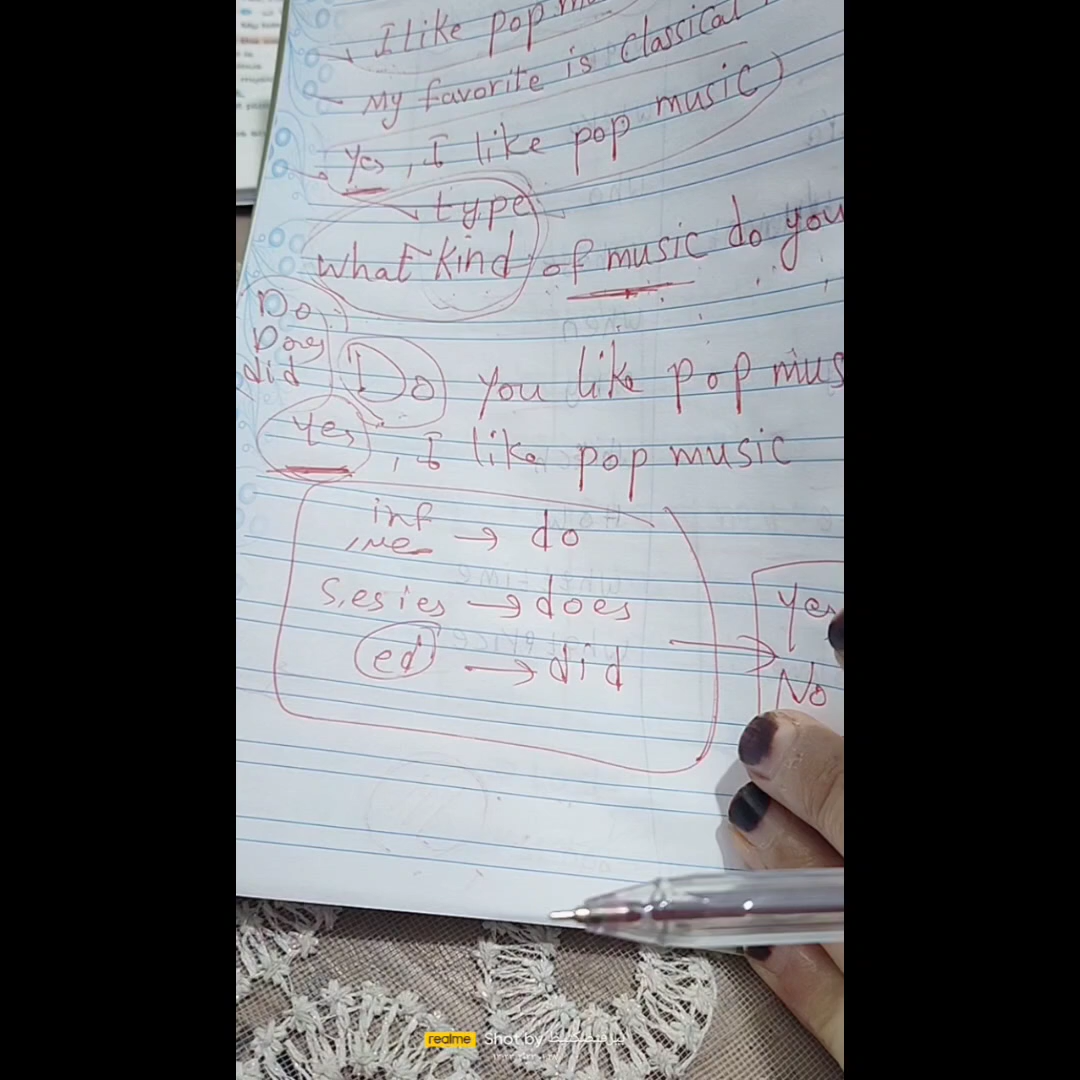 I like pop
My favorite is classical
. Yes, I like pop music)
type
what kind of music do you
Do
Does
did
Do you like pop mus
Yes, I like pop music
inf → do
s, es ies → does
ed → did
Yes
No
realme Shot by